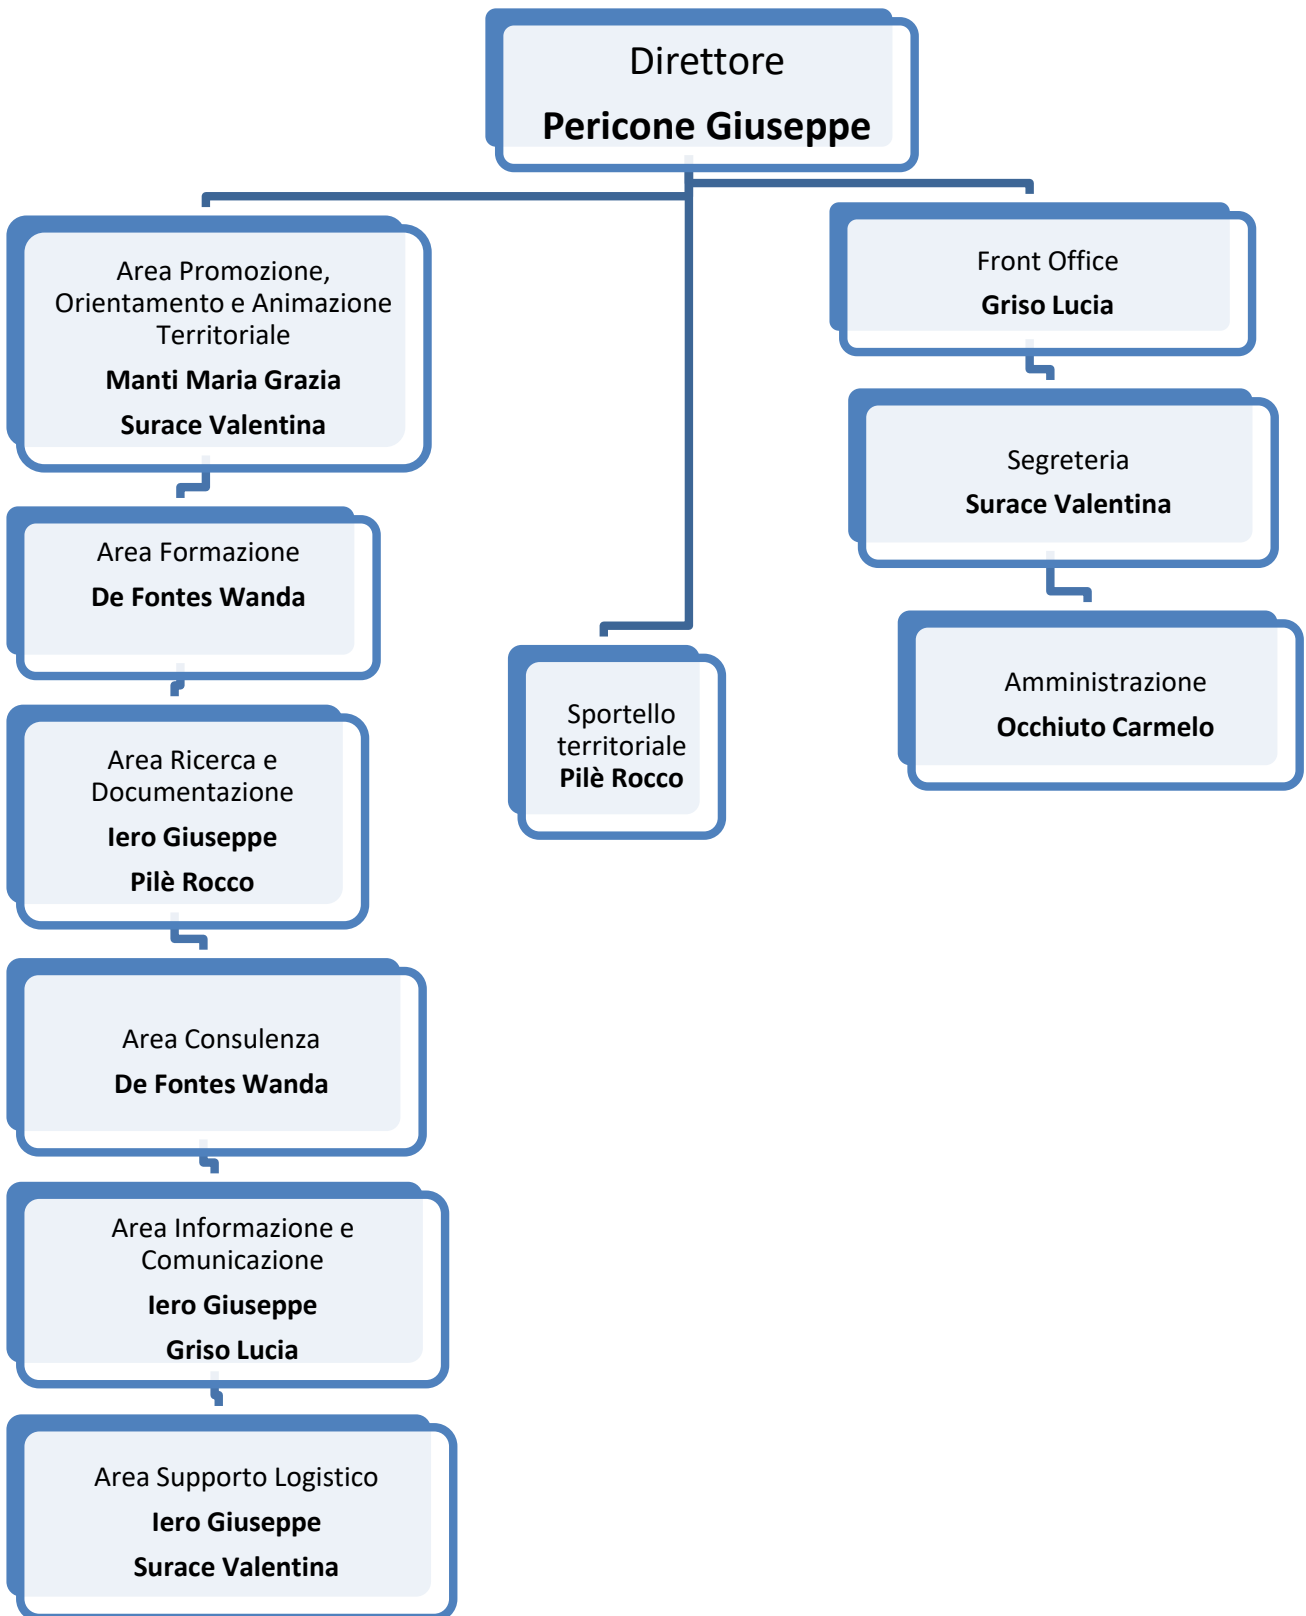 Direttore
Pericone Giuseppe
Area Promozione,
Orientamento e Animazione
Territoriale
Manti Maria Grazia
Surace Valentina
Area Formazione
De Fontes Wanda
Area Ricerca e
Documentazione
Iero Giuseppe
Pilè Rocco
Area Consulenza
De Fontes Wanda
Area Informazione e
Comunicazione
Iero Giuseppe
Griso Lucia
Area Supporto Logistico
Iero Giuseppe
Surace Valentina
Sportello
territoriale
Pilè Rocco
Front Office
Griso Lucia
Segreteria
Surace Valentina
Amministrazione
Occhiuto Carmelo